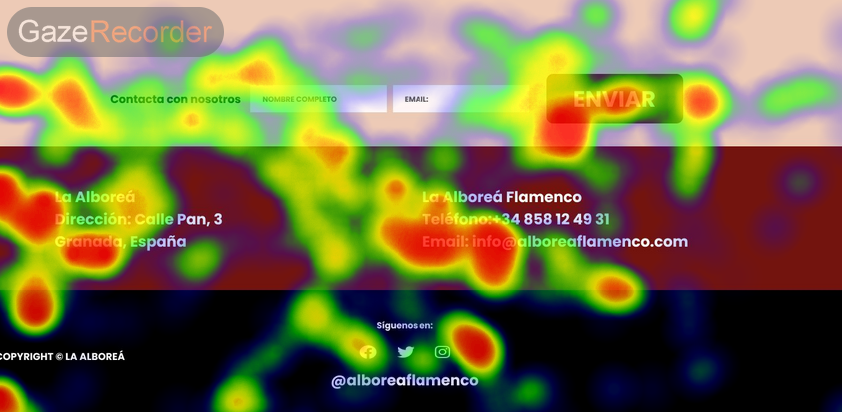 GazeRecorder
Contacta con nosotros
NOMBRE COMPLETO
EMAIL:
ENVIAR
La Alboreá
Dirección: Calle Pan, 3
Granada, España
La Alboreá Flamenco
Teléfono:+34 858 12 49 31
Email: info@alboreaflamenco.com
Síguenos en:
COPYRIGHT © LA ALBOREÁ
@alboreaflamenco